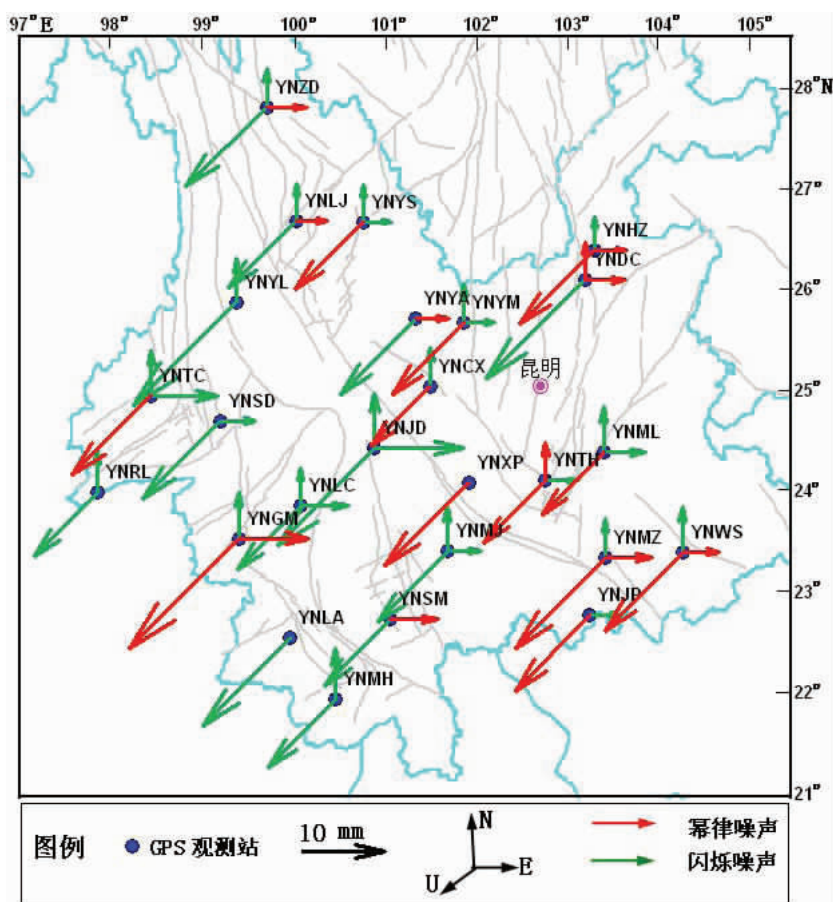 97°E 98° 99° 100° 101° 102° 103° 104° 105°
28°N
YNZD
27°
YNLJ YNYS
YNHZ
YNDC
26°
YNYL
YNYA YNYM
YNCX
昆明
25°
YNTC
YNSD
YNJD
YNML
YNXP YNTH
24°
YNRL
YNLC
YNGM
YNMJ
YNMZ YNWS
23°
YNSM
YNJP
YNLA
22°
YNMH
21°
图例
GPS 观测站
10 mm
N
E
U
幂律噪声
闪烁噪声